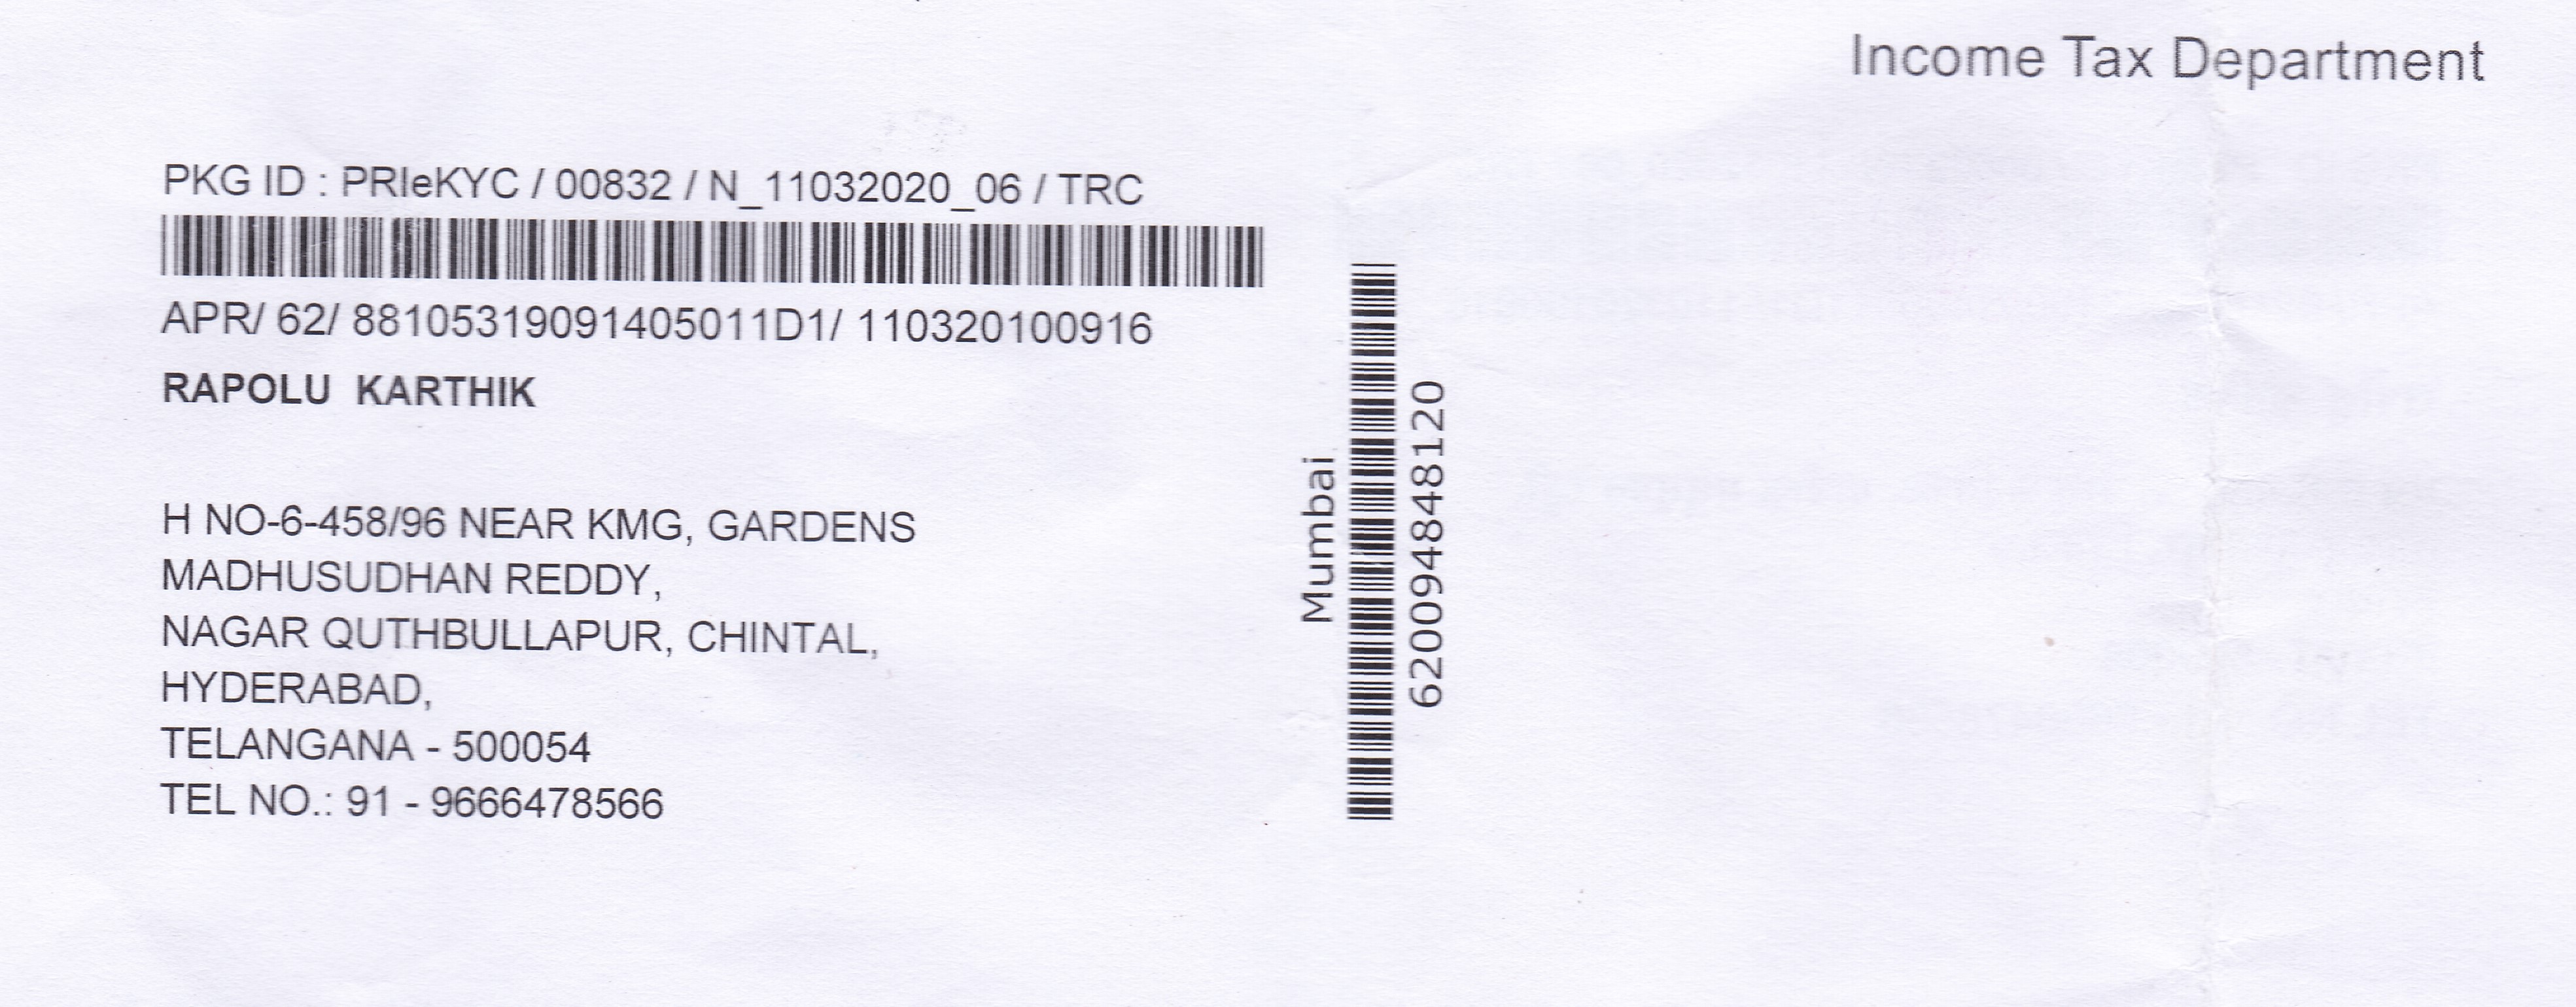 Income Tax Department
PKG ID : PRIeKYC / 00832 / N_11032020_06 / TRC
APR/ 62/ 88105319091405011D1/ 110320100916
RAPOLU KARTHIK
H NO-6-458/96 NEAR KMG, GARDENS
MADHUSUDHAN REDDY,
NAGAR QUTHBULLAPUR, CHINTAL,
HYDERABAD,
TELANGANA - 500054
TEL NO.: 91 - 9666478566
Mumbai
620094848120